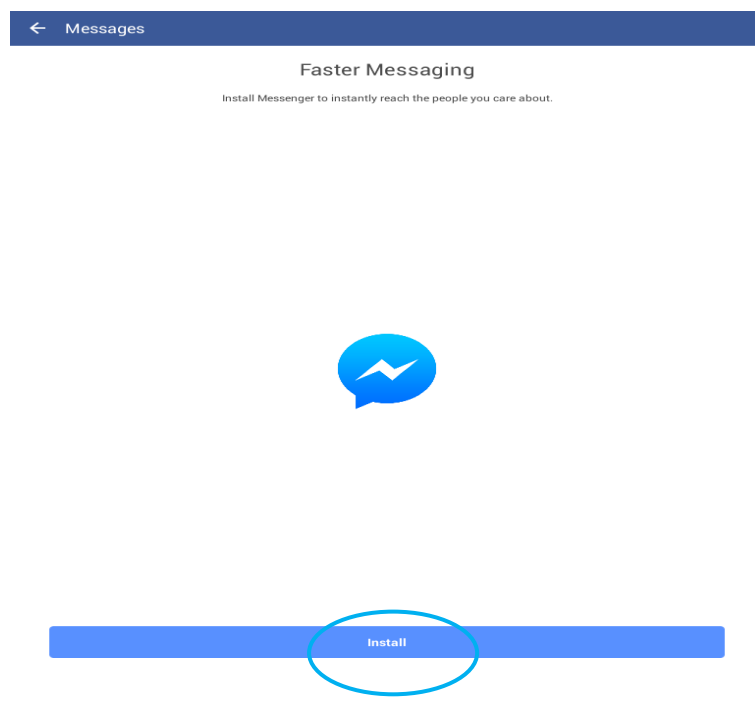 Messages
Faster Messaging
Install Messenger to instantly reach the people you care about.
Install